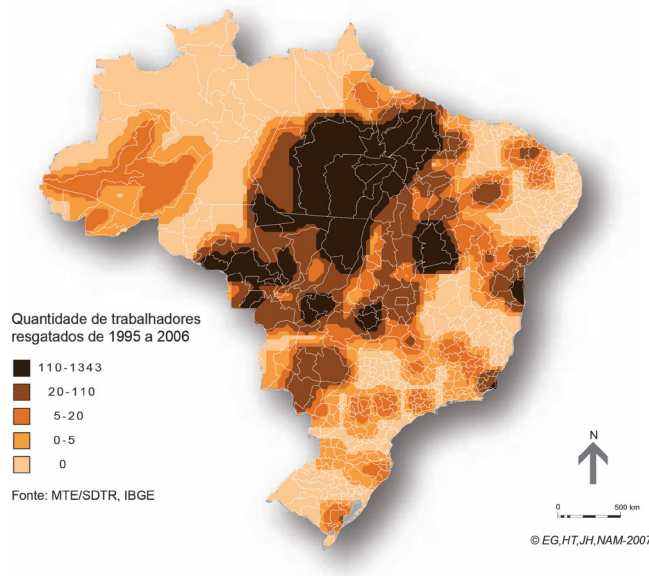 Quantidade de trabalhadores
resgatados de 1995 a 2006
110-1343
20-110
5-20
0-5
0
Fonte: MTE/SDTR, IBGE
N
0 500 km
© EG,HT,JH,NAM-2007